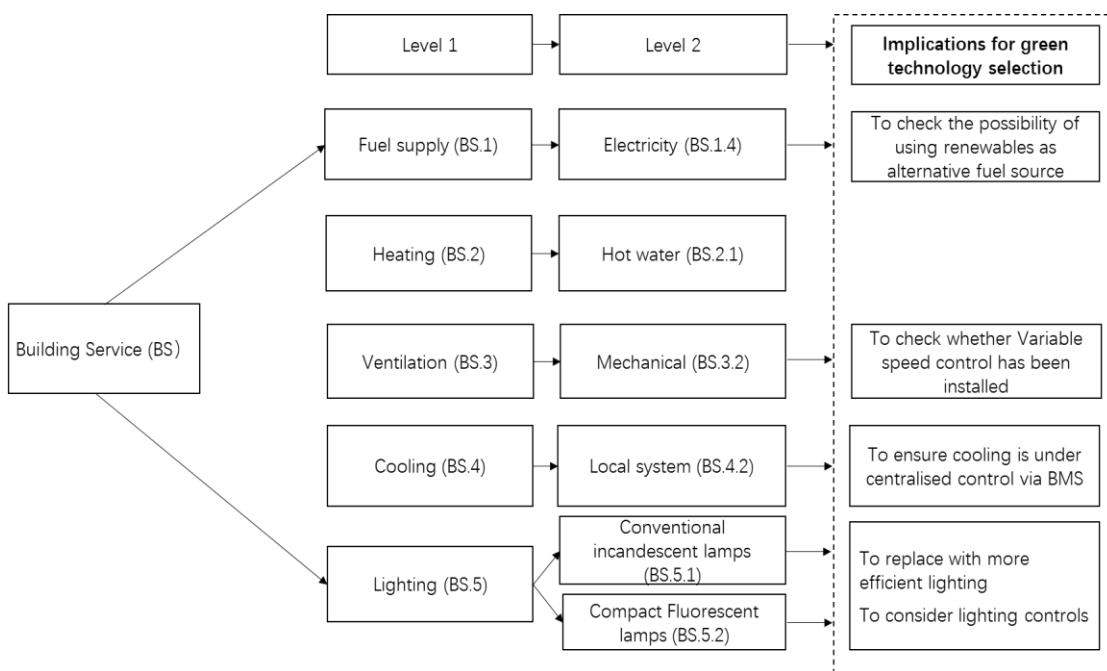 Level 1
Level 2
Implications for green
technology selection
Fuel supply (BS.1)
Electricity (BS.1.4)
To check the possibility of
using renewables as
alternative fuel source
Heating (BS.2)
Hot water (BS.2.1)
Building Service (BS)
Ventilation (BS.3)
Mechanical (BS.3.2)
To check whether Variable
speed control has been
installed
Cooling (BS.4)
Local system (BS.4.2)
To ensure cooling is under
centralised control via BMS
Lighting (BS.5)
Conventional
incandescent lamps
(BS.5.1)
Compact Fluorescent
lamps (BS.5.2)
To replace with more
efficient lighting
To consider lighting controls